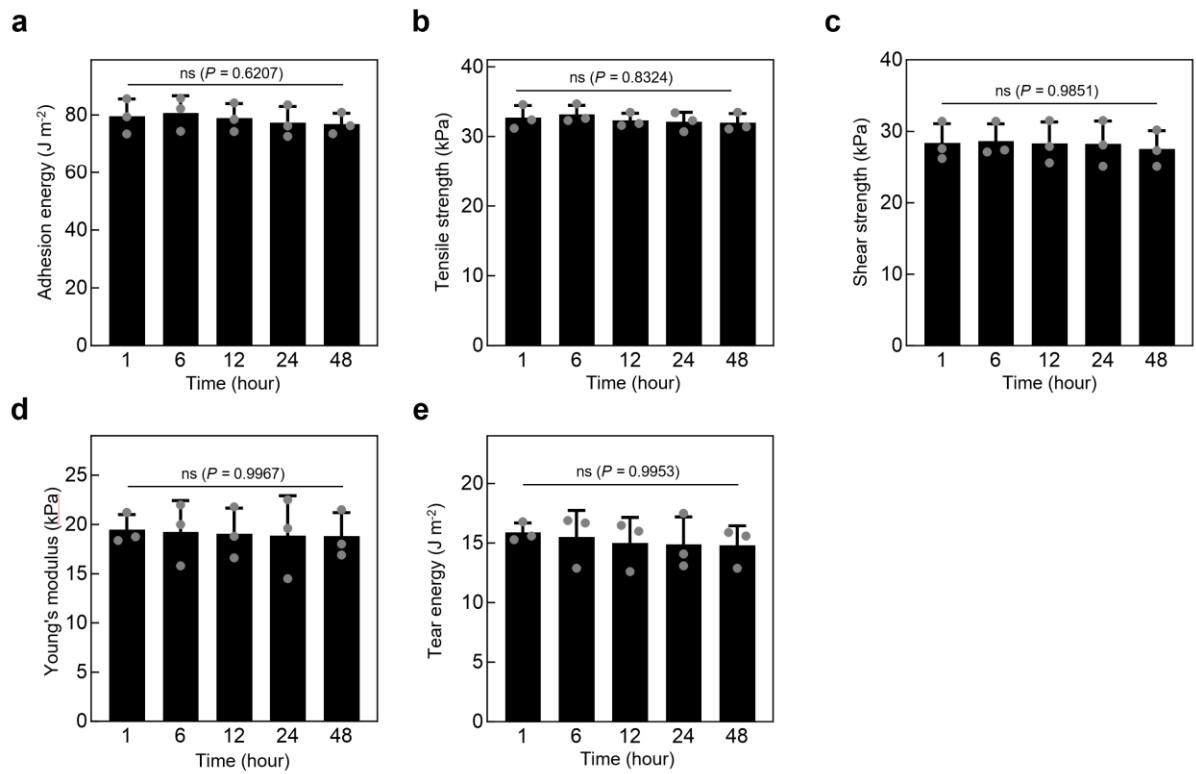 a
ns (P = 0.6207)
Adhesion energy (J m-2)
80
60
40
20
0
1 6 12 24 48
Time (hour)
b
ns (P = 0.8324)
Tensile strength (kPa)
40
30
20
10
0
1 6 12 24 48
Time (hour)
c
ns (P = 0.9851)
Shear strength (kPa)
40
30
20
10
0
1 6 12 24 48
Time (hour)
d
ns (P = 0.9967)
Young's modulus (kPa)
25
20
15
10
5
0
1 6 12 24 48
Time (hour)
e
ns (P = 0.9953)
Tear energy (J m-2)
20
15
10
5
0
1 6 12 24 48
Time (hour)